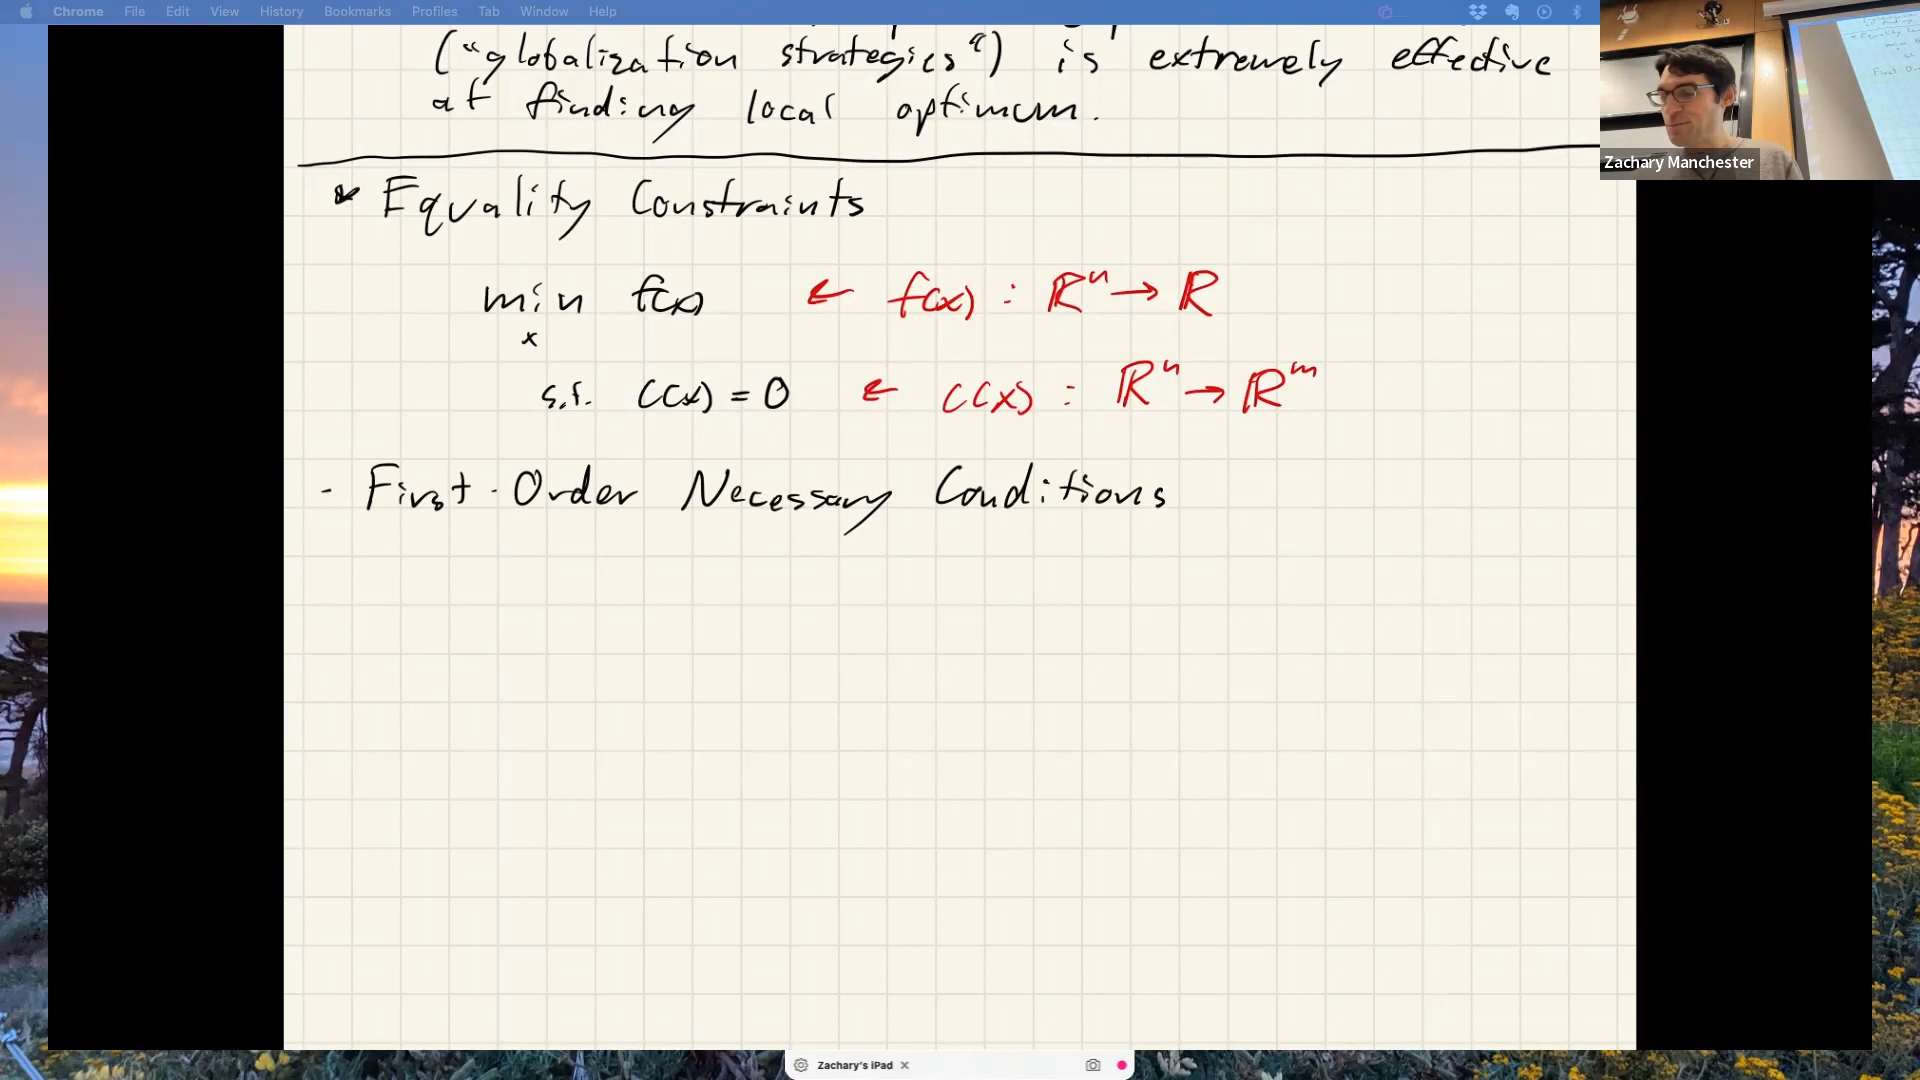 Chrome File Edit View History Bookmarks Profiles Tab Window Help
("globalization strategies") is extremely effective
at finding local optimum.
Zachary Manchester
* Equality Constraints
min f(x) ← f(x) : ℝⁿ → ℝ
x
s.t. C(x) = 0 ← C(x) : ℝⁿ → ℝᵐ
- First-Order Necessary Conditions
Zachary's iPad